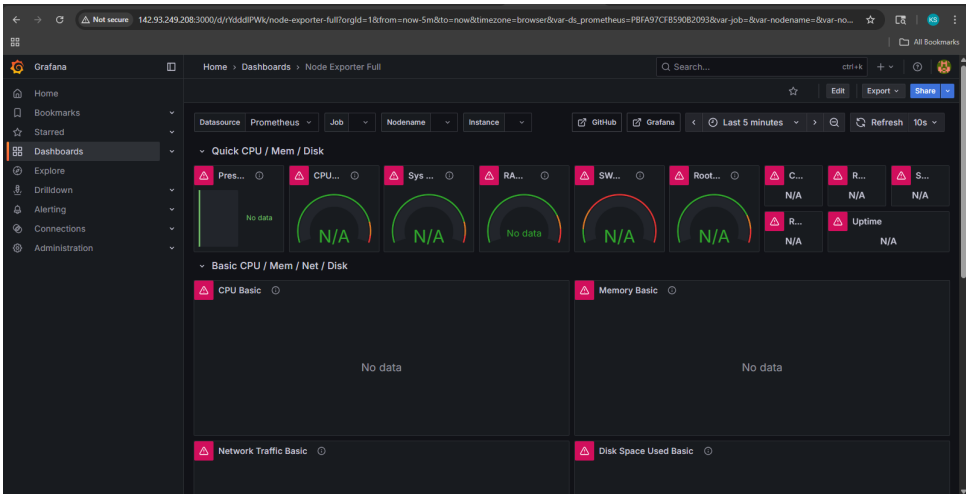 Not secure 142.93.249.208:3000/d/rYdddlPWk/node-exporter-full?orgId=1&from=now-5m&to=now&timezone=browser&var-ds_prometheus=PBFA97CFB590B2093&var-job=&var-nodename=&var-no...
KS
All Bookmarks
Grafana
Home › Dashboards › Node Exporter Full
Search...
ctrl+k
Home
Bookmarks
Starred
Dashboards
Explore
Drilldown
Alerting
Connections
Administration
Edit
Export
Share
Datasource Prometheus
Job
Nodename
Instance
GitHub
Grafana
Last 5 minutes
Refresh 10s
Quick CPU / Mem / Disk
Pres...
No data
CPU...
N/A
Sys ...
N/A
RA...
No data
SW...
N/A
Root...
N/A
C...
N/A
R...
N/A
S...
N/A
R...
N/A
Uptime
N/A
Basic CPU / Mem / Net / Disk
CPU Basic
No data
Memory Basic
No data
Network Traffic Basic
Disk Space Used Basic